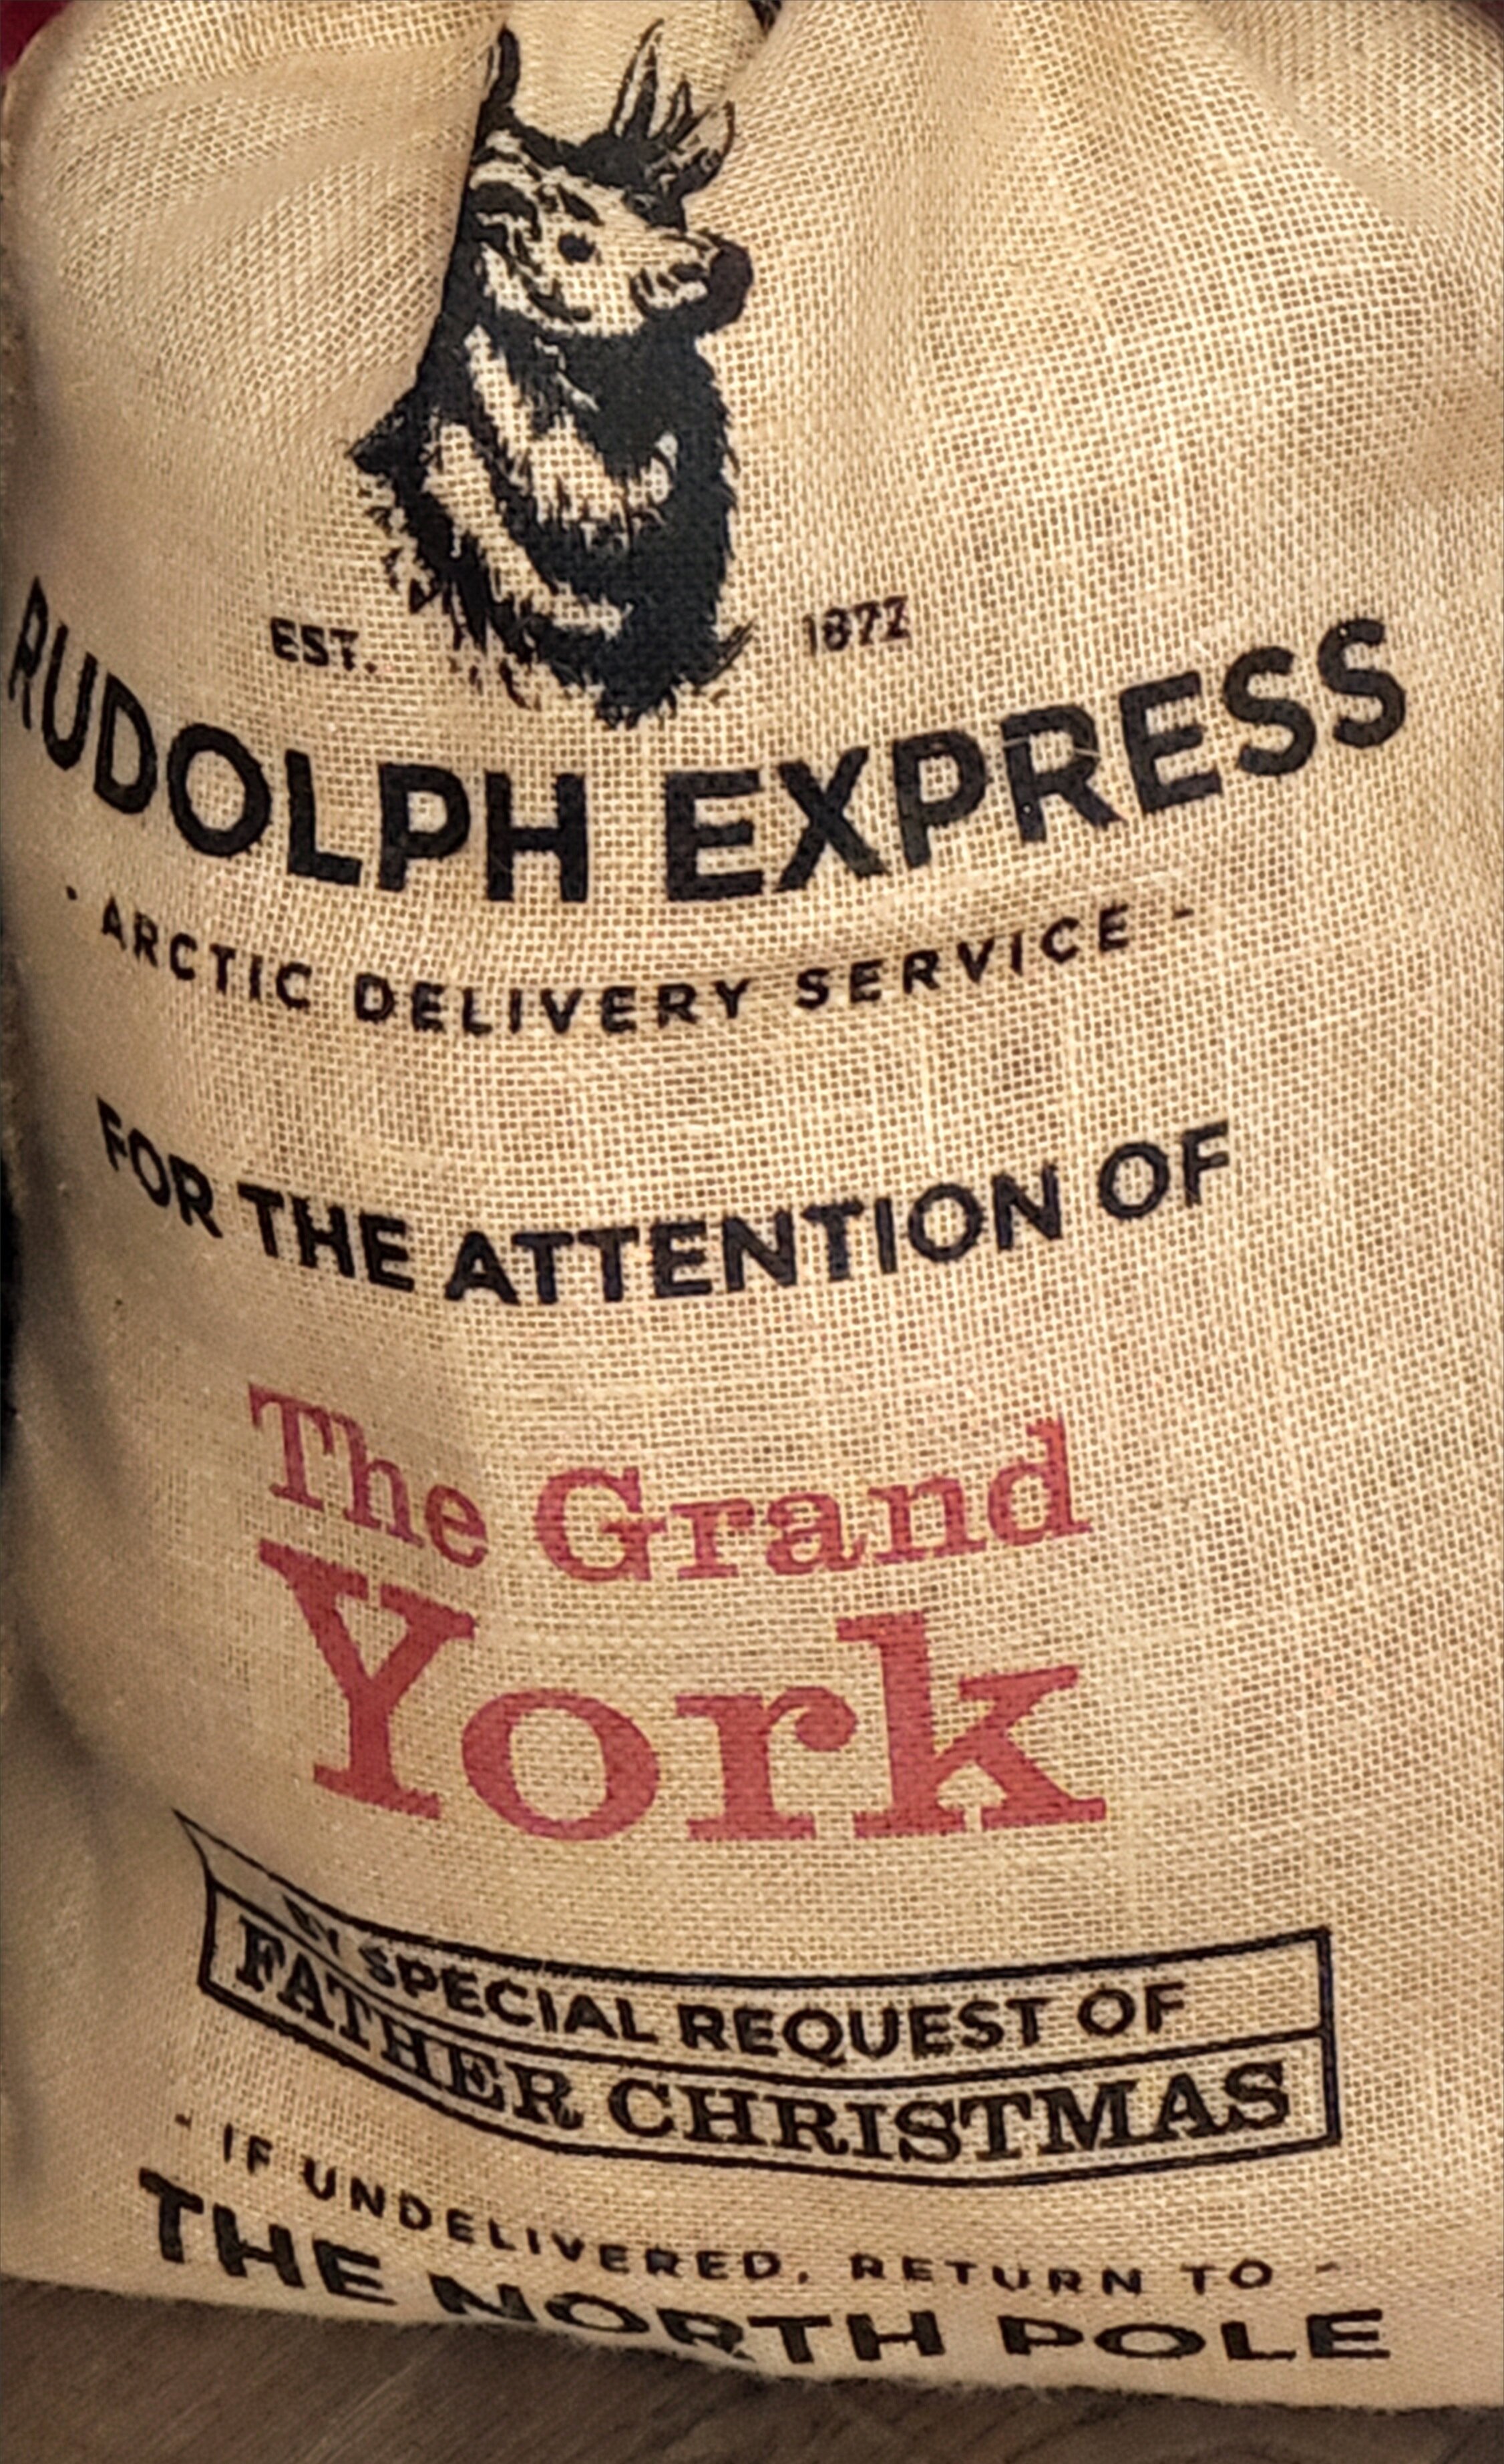 EST. 1872
RUDOLPH EXPRESS
- ARCTIC DELIVERY SERVICE -
FOR THE ATTENTION OF
The Grand
York
BY SPECIAL REQUEST OF
FATHER CHRISTMAS
- IF UNDELIVERED, RETURN TO -
THE NORTH POLE